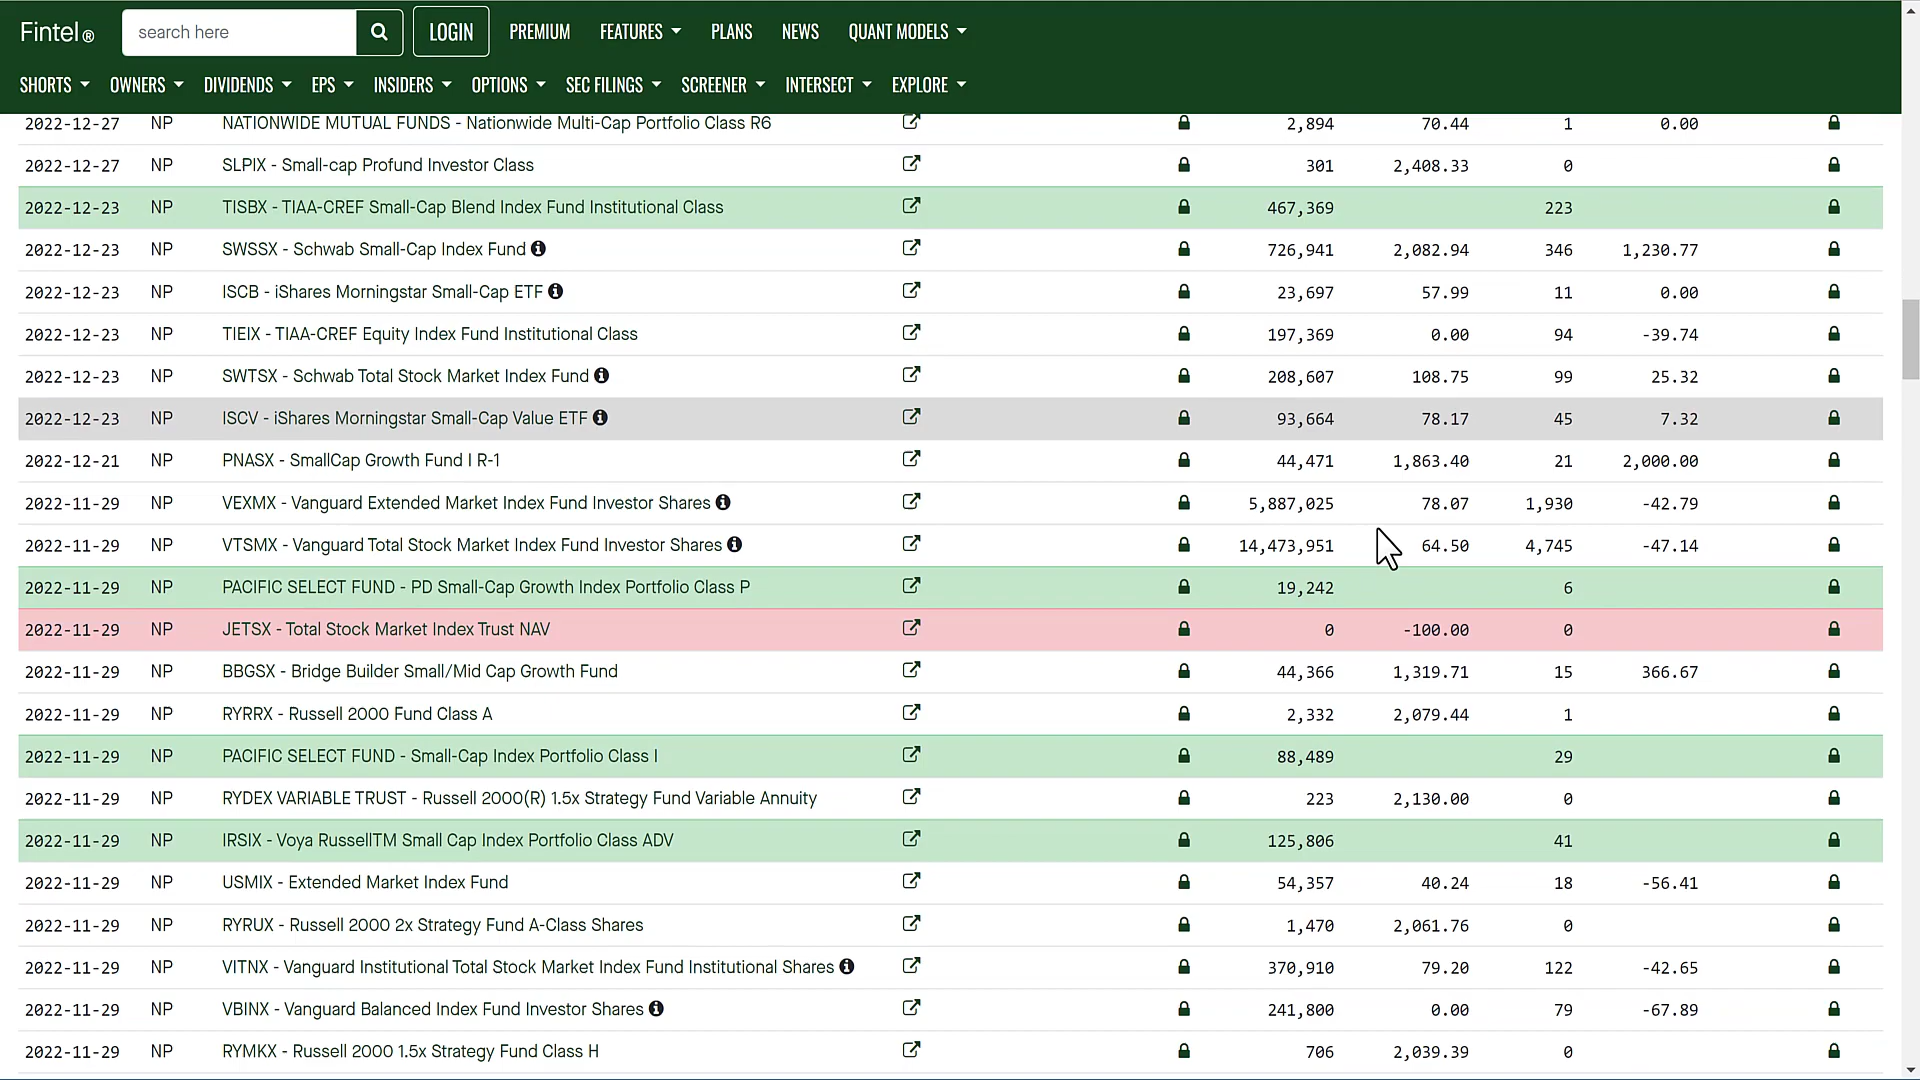 Fintel®
search here
LOGIN
PREMIUM
FEATURES
PLANS
NEWS
QUANT MODELS
SHORTS
OWNERS
DIVIDENDS
EPS
INSIDERS
OPTIONS
SEC FILINGS
SCREENER
INTERSECT
EXPLORE
2022-12-27 NP NATIONWIDE MUTUAL FUNDS - Nationwide Multi-Cap Portfolio Class R6 2,894 70.44 1 0.00
2022-12-27 NP SLPIX - Small-cap Profund Investor Class 301 2,408.33 0
2022-12-23 NP TISBX - TIAA-CREF Small-Cap Blend Index Fund Institutional Class 467,369 223
2022-12-23 NP SWSSX - Schwab Small-Cap Index Fund 726,941 2,082.94 346 1,230.77
2022-12-23 NP ISCB - iShares Morningstar Small-Cap ETF 23,697 57.99 11 0.00
2022-12-23 NP TIEIX - TIAA-CREF Equity Index Fund Institutional Class 197,369 0.00 94 -39.74
2022-12-23 NP SWTSX - Schwab Total Stock Market Index Fund 208,607 108.75 99 25.32
2022-12-23 NP ISCV - iShares Morningstar Small-Cap Value ETF 93,664 78.17 45 7.32
2022-12-21 NP PNASX - SmallCap Growth Fund I R-1 44,471 1,863.40 21 2,000.00
2022-11-29 NP VEXMX - Vanguard Extended Market Index Fund Investor Shares 5,887,025 78.07 1,930 -42.79
2022-11-29 NP VTSMX - Vanguard Total Stock Market Index Fund Investor Shares 14,473,951 64.50 4,745 -47.14
2022-11-29 NP PACIFIC SELECT FUND - PD Small-Cap Growth Index Portfolio Class P 19,242 6
2022-11-29 NP JETSX - Total Stock Market Index Trust NAV 0 -100.00 0
2022-11-29 NP BBGSX - Bridge Builder Small/Mid Cap Growth Fund 44,366 1,319.71 15 366.67
2022-11-29 NP RYRRX - Russell 2000 Fund Class A 2,332 2,079.44 1
2022-11-29 NP PACIFIC SELECT FUND - Small-Cap Index Portfolio Class I 88,489 29
2022-11-29 NP RYDEX VARIABLE TRUST - Russell 2000(R) 1.5x Strategy Fund Variable Annuity 223 2,130.00 0
2022-11-29 NP IRSIX - Voya RussellTM Small Cap Index Portfolio Class ADV 125,806 41
2022-11-29 NP USMIX - Extended Market Index Fund 54,357 40.24 18 -56.41
2022-11-29 NP RYRUX - Russell 2000 2x Strategy Fund A-Class Shares 1,470 2,061.76 0
2022-11-29 NP VITNX - Vanguard Institutional Total Stock Market Index Fund Institutional Shares 370,910 79.20 122 -42.65
2022-11-29 NP VBINX - Vanguard Balanced Index Fund Investor Shares 241,800 0.00 79 -67.89
2022-11-29 NP RYMKX - Russell 2000 1.5x Strategy Fund Class H 706 2,039.39 0